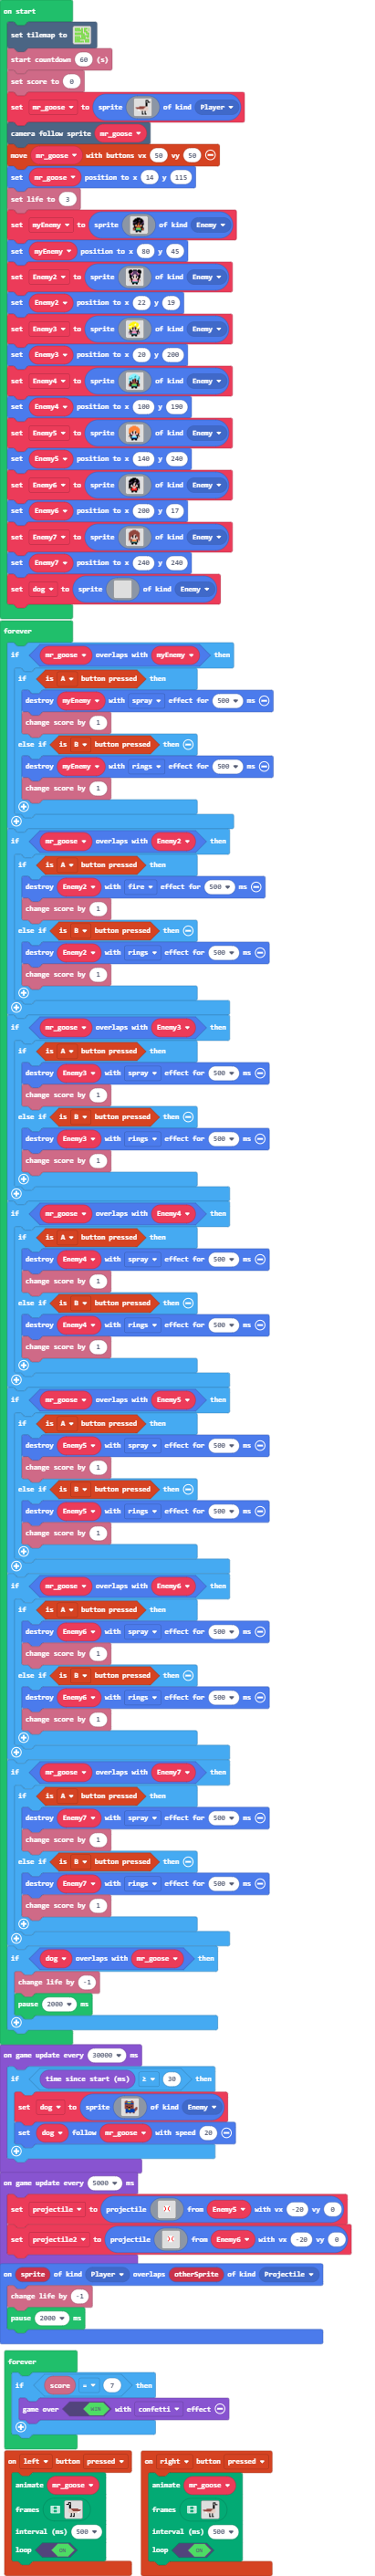 on start
set tilemap to
start countdown 60 (s)
set score to 0
set mr_goose to sprite of kind Player
camera follow sprite mr_goose
move mr_goose with buttons vx 50 vy 50
set mr_goose position to x 14 y 115
set life to 3
set myEnemy to sprite of kind Enemy
set myEnemy position to x 80 y 45
set Enemy2 to sprite of kind Enemy
set Enemy2 position to x 22 y 19
set Enemy3 to sprite of kind Enemy
set Enemy3 position to x 20 y 200
set Enemy4 to sprite of kind Enemy
set Enemy4 position to x 100 y 190
set Enemy5 to sprite of kind Enemy
set Enemy5 position to x 140 y 240
set Enemy6 to sprite of kind Enemy
set Enemy6 position to x 200 y 17
set Enemy7 to sprite of kind Enemy
set Enemy7 position to x 240 y 240
set dog to sprite of kind Enemy
forever
if mr_goose overlaps with myEnemy then
if is A button pressed then
destroy myEnemy with spray effect for 500 ms
change score by 1
else if is B button pressed then
destroy myEnemy with rings effect for 500 ms
change score by 1
if mr_goose overlaps with Enemy2 then
if is A button pressed then
destroy Enemy2 with fire effect for 500 ms
change score by 1
else if is B button pressed then
destroy Enemy2 with rings effect for 500 ms
change score by 1
if mr_goose overlaps with Enemy3 then
if is A button pressed then
destroy Enemy3 with spray effect for 500 ms
change score by 1
else if is B button pressed then
destroy Enemy3 with rings effect for 500 ms
change score by 1
if mr_goose overlaps with Enemy4 then
if is A button pressed then
destroy Enemy4 with spray effect for 500 ms
change score by 1
else if is B button pressed then
destroy Enemy4 with rings effect for 500 ms
change score by 1
if mr_goose overlaps with Enemy5 then
if is A button pressed then
destroy Enemy5 with spray effect for 500 ms
change score by 1
else if is B button pressed then
destroy Enemy5 with rings effect for 500 ms
change score by 1
if mr_goose overlaps with Enemy6 then
if is A button pressed then
destroy Enemy6 with spray effect for 500 ms
change score by 1
else if is B button pressed then
destroy Enemy6 with rings effect for 500 ms
change score by 1
if mr_goose overlaps with Enemy7 then
if is A button pressed then
destroy Enemy7 with spray effect for 500 ms
change score by 1
else if is B button pressed then
destroy Enemy7 with rings effect for 500 ms
change score by 1
if dog overlaps with mr_goose then
change life by -1
pause 2000 ms
on game update every 30000 ms
if time since start (ms) ≥ 30 then
set dog to sprite of kind Enemy
set dog follow mr_goose with speed 20
on game update every 5000 ms
set projectile to projectile from Enemy5 with vx -20 vy 0
set projectile2 to projectile from Enemy6 with vx -20 vy 0
on sprite of kind Player overlaps otherSprite of kind Projectile
change life by -1
pause 2000 ms
forever
if score = 7 then
game over WIN with confetti effect
on left button pressed
animate mr_goose
frames
interval (ms) 500
loop ON
on right button pressed
animate mr_goose
frames
interval (ms) 500
loop ON